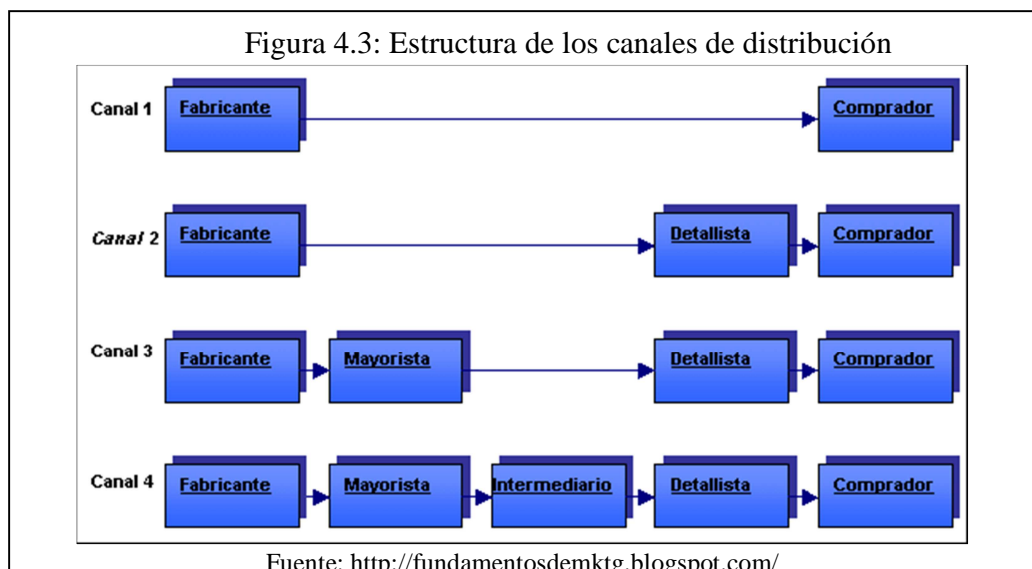 Figura 4.3: Estructura de los canales de distribución
Canal 1 Fabricante Comprador
Canal 2 Fabricante Detallista Comprador
Canal 3 Fabricante Mayorista Detallista Comprador
Canal 4 Fabricante Mayorista Intermediario Detallista Comprador
Fuente: http://fundamentosdemktg.blogspot.com/